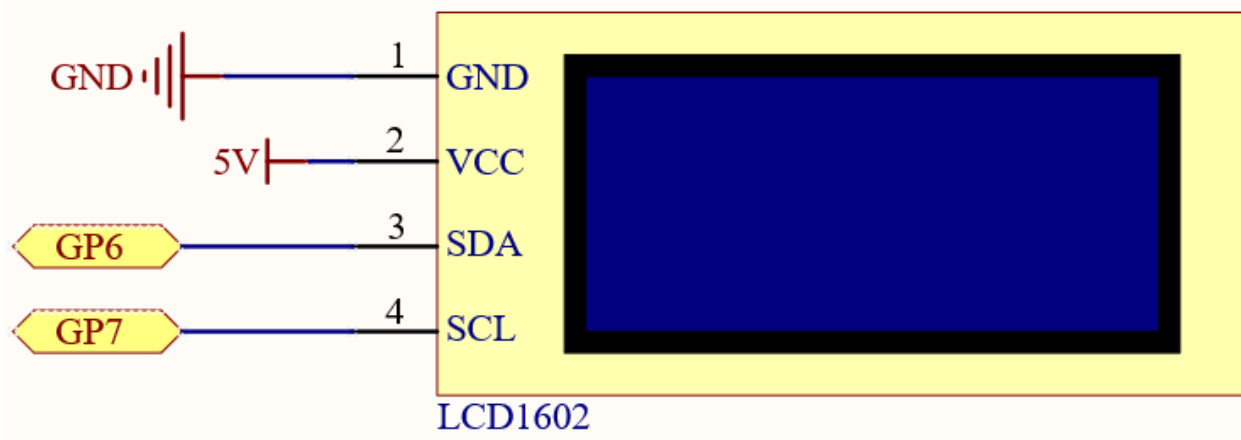 GND 1 GND
5V 2 VCC
GP6 3 SDA
GP7 4 SCL
LCD1602